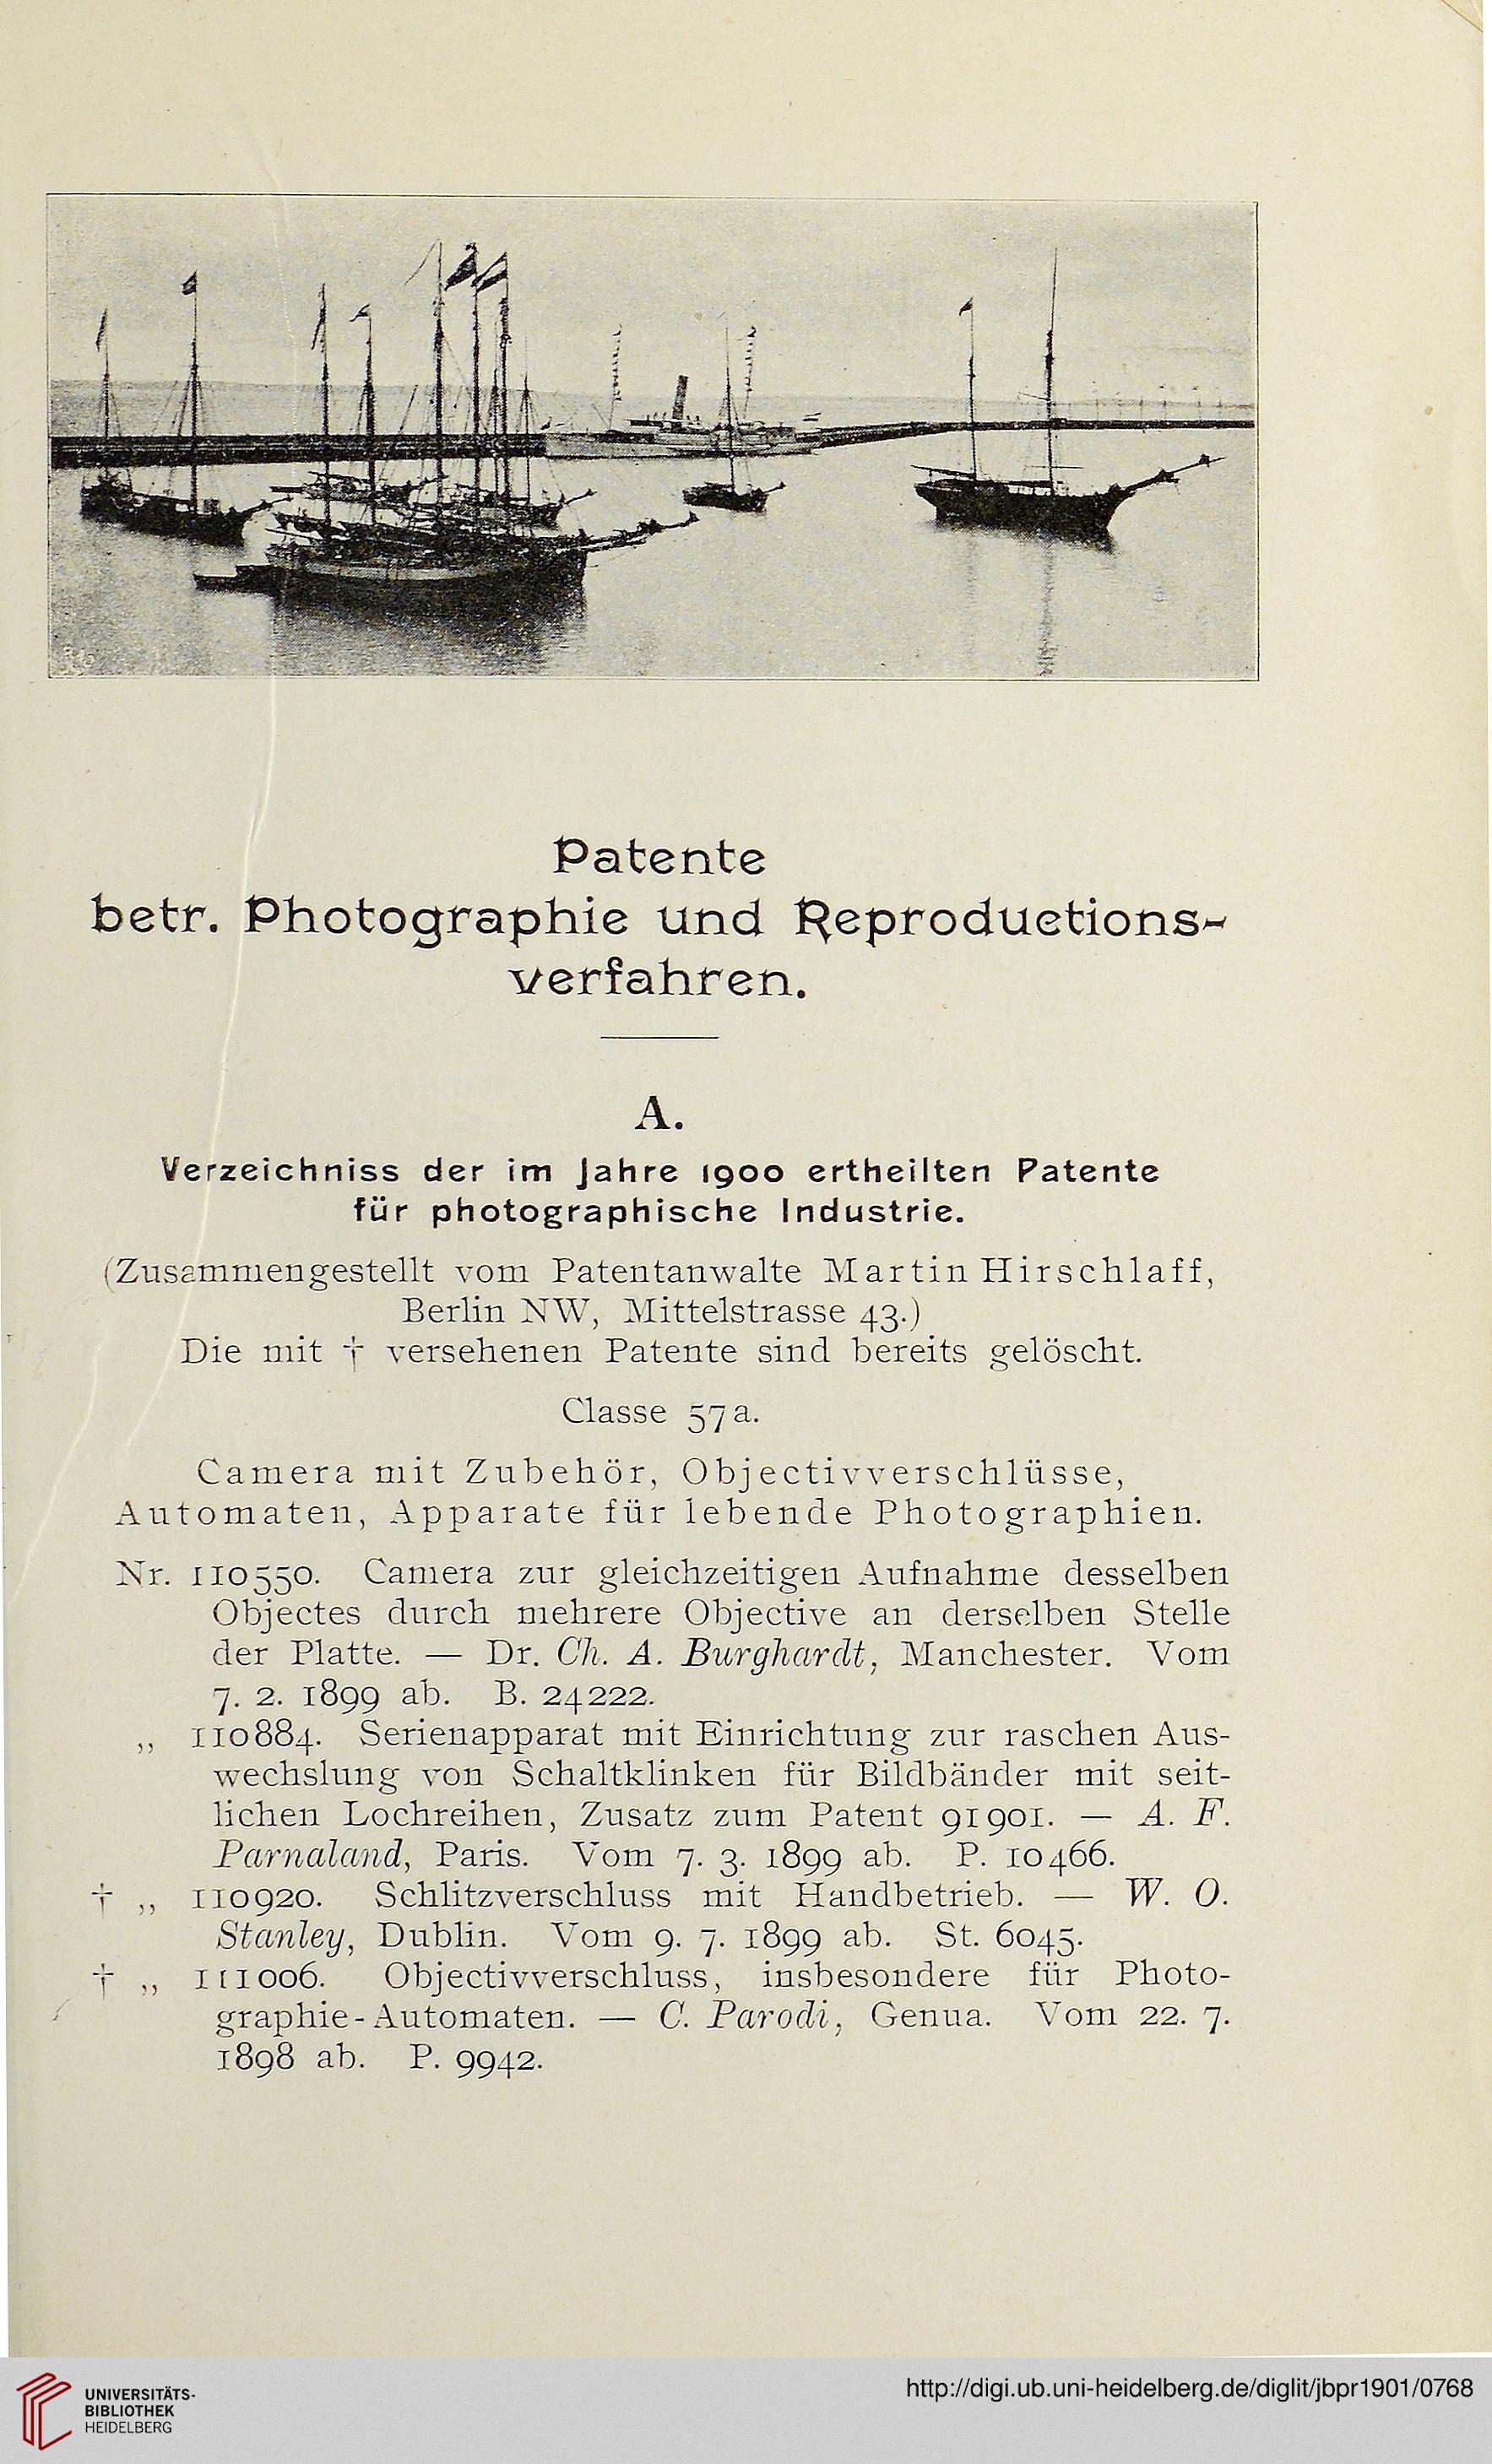 Patente
betr. Photographie und Reproductions-
verfahren.
A.
Verzeichniss der im Jahre 1900 ertheilten Patente
für photographische Industrie.
(Zusammengestellt vom Patentanwalte Martin Hirschlaff,
Berlin NW, Mittelstrasse 43.)
Die mit † versehenen Patente sind bereits gelöscht.
Classe 57a.
Camera mit Zubehör, Objectivverschlüsse,
Automaten, Apparate für lebende Photographien.
Nr. 110550. Camera zur gleichzeitigen Aufnahme desselben
Objectes durch mehrere Objective an derselben Stelle
der Platte. — Dr. Ch. A. Burghardt, Manchester. Vom
7. 2. 1899 ab. B. 24222.
„ 110884. Serienapparat mit Einrichtung zur raschen Aus-
wechslung von Schaltklinken für Bildbänder mit seit-
lichen Lochreihen, Zusatz zum Patent 91901. — A. F.
Parnaland, Paris. Vom 7. 3. 1899 ab. P. 10466.
† „ 110920. Schlitzverschluss mit Handbetrieb. — W. O.
Stanley, Dublin. Vom 9. 7. 1899 ab. St. 6045.
† „ 111006. Objectivverschluss, insbesondere für Photo-
graphie-Automaten. — C. Parodi, Genua. Vom 22. 7.
1898 ab. P. 9942.
UNIVERSITÄTS-
BIBLIOTHEK
HEIDELBERG
http://digi.ub.uni-heidelberg.de/diglit/jbpr1901/0768